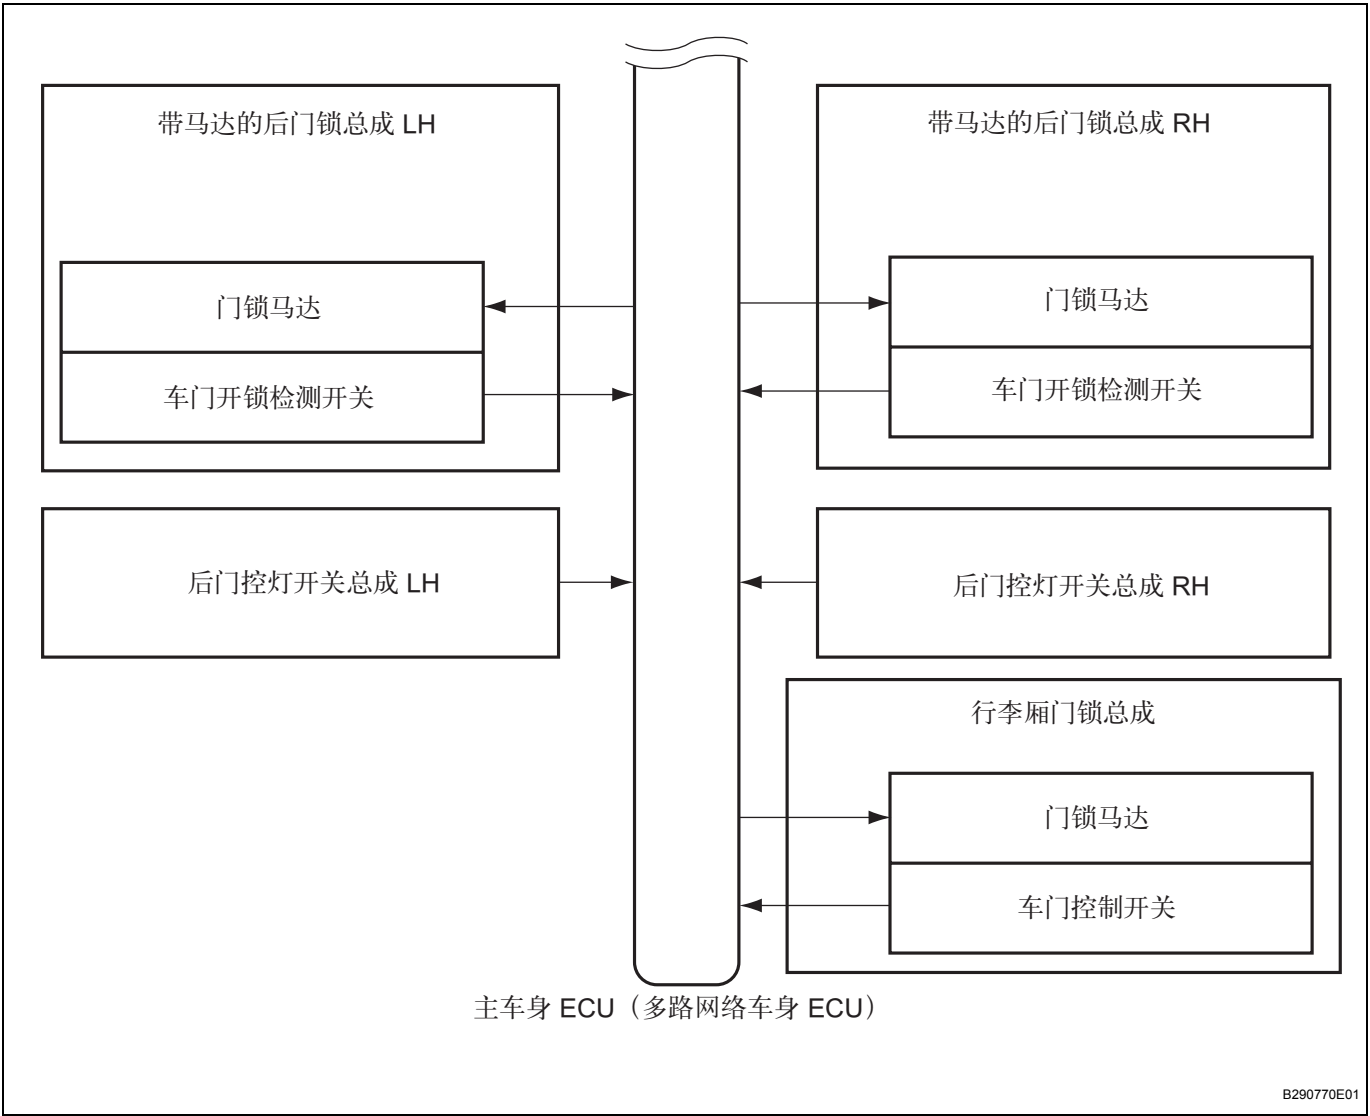 带马达的后门锁总成 LH
门锁马达
车门开锁检测开关
后门控灯开关总成 LH
带马达的后门锁总成 RH
门锁马达
车门开锁检测开关
后门控灯开关总成 RH
行李厢门锁总成
门锁马达
车门控制开关
主车身 ECU（多路网络车身 ECU）
B290770E01